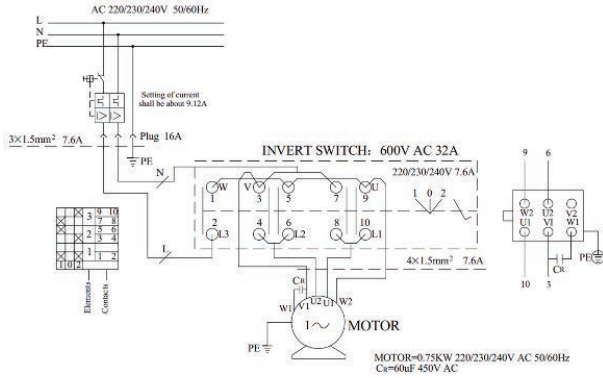 AC 220/230/240V 50/60Hz
L
N
PE
Setting of current
shall be about 9.12A
3×1.5mm² 7.6A
Plug 16A
PE
N
L
INVERT SWITCH: 600V AC 32A
220/230/240V 7.6A
W V U
1 3 5 7 9
1 0 2
2 4 6 8 10
L3 L2 L1
4×1.5mm² 7.6A
3 9 10
7 8
2 5 6
3 4
1 1 2
1 0 2
Elements
Contacts
CR
W1 V1 U2 U1 W2
1~
MOTOR
PE
9 6
W2 U2 V2
U1 V1 W1
CR
PE
10 3
MOTOR=0.75KW 220/230/240V AC 50/60Hz
CR=60uF 450V AC